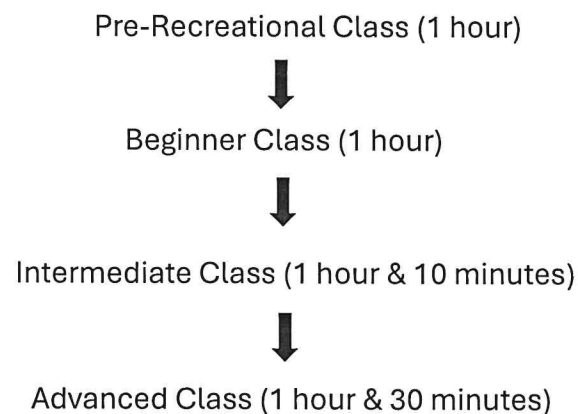 Pre-Recreational Class (1 hour)
Beginner Class (1 hour)
Intermediate Class (1 hour & 10 minutes)
Advanced Class (1 hour & 30 minutes)